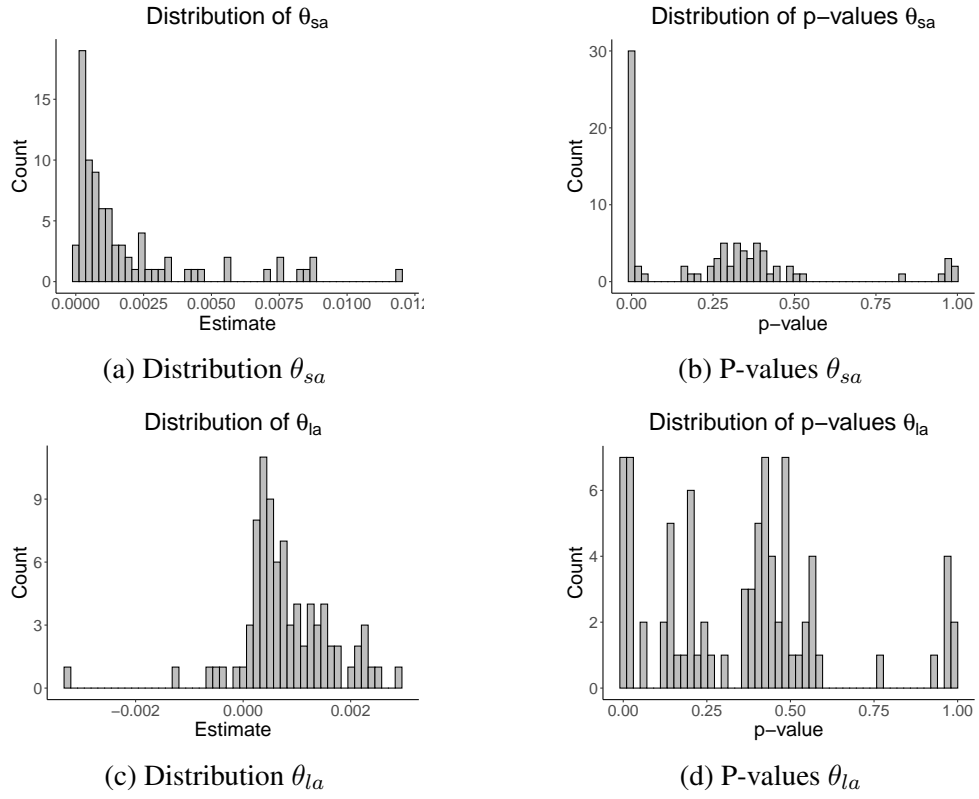 Distribution of θsa
Count
15
10
5
0
0.0000 0.0025 0.0050 0.0075 0.0100 0.012
Estimate
(a) Distribution θsa
Distribution of p−values θsa
Count
30
20
10
0
0.00 0.25 0.50 0.75 1.00
p−value
(b) P-values θsa
Distribution of θla
Count
9
6
3
0
−0.002 0.000 0.002
Estimate
(c) Distribution θla
Distribution of p−values θla
Count
6
4
2
0
0.00 0.25 0.50 0.75 1.00
p−value
(d) P-values θla